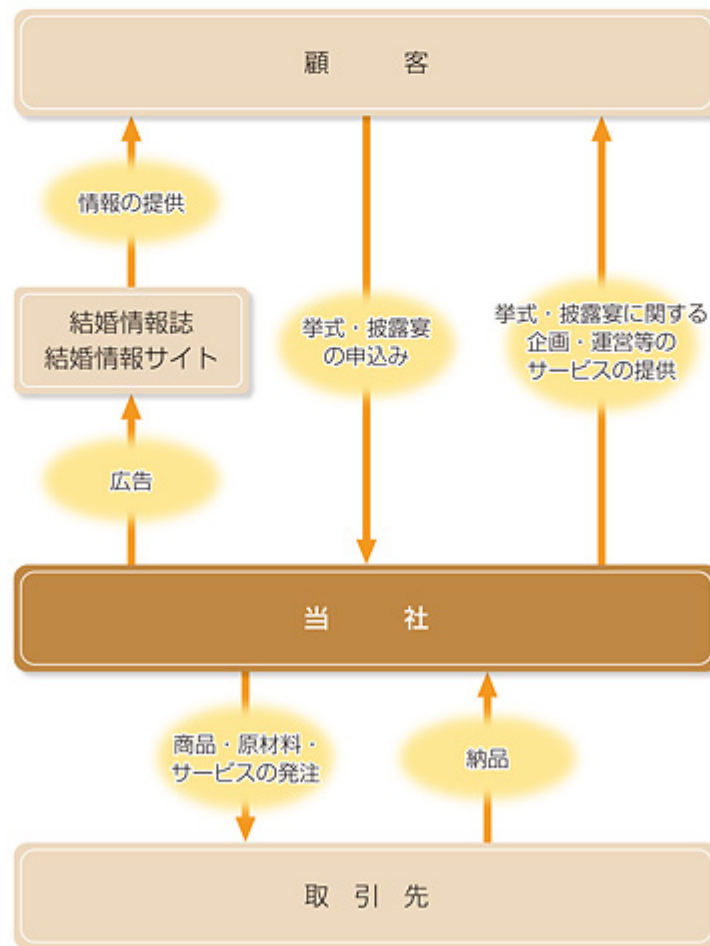 顧客
情報の提供
結婚情報誌
結婚情報サイト
広告
挙式・披露宴
の申込み
挙式・披露宴に関する
企画・運営等の
サービスの提供
当社
商品・原材料・
サービスの発注
納品
取引先